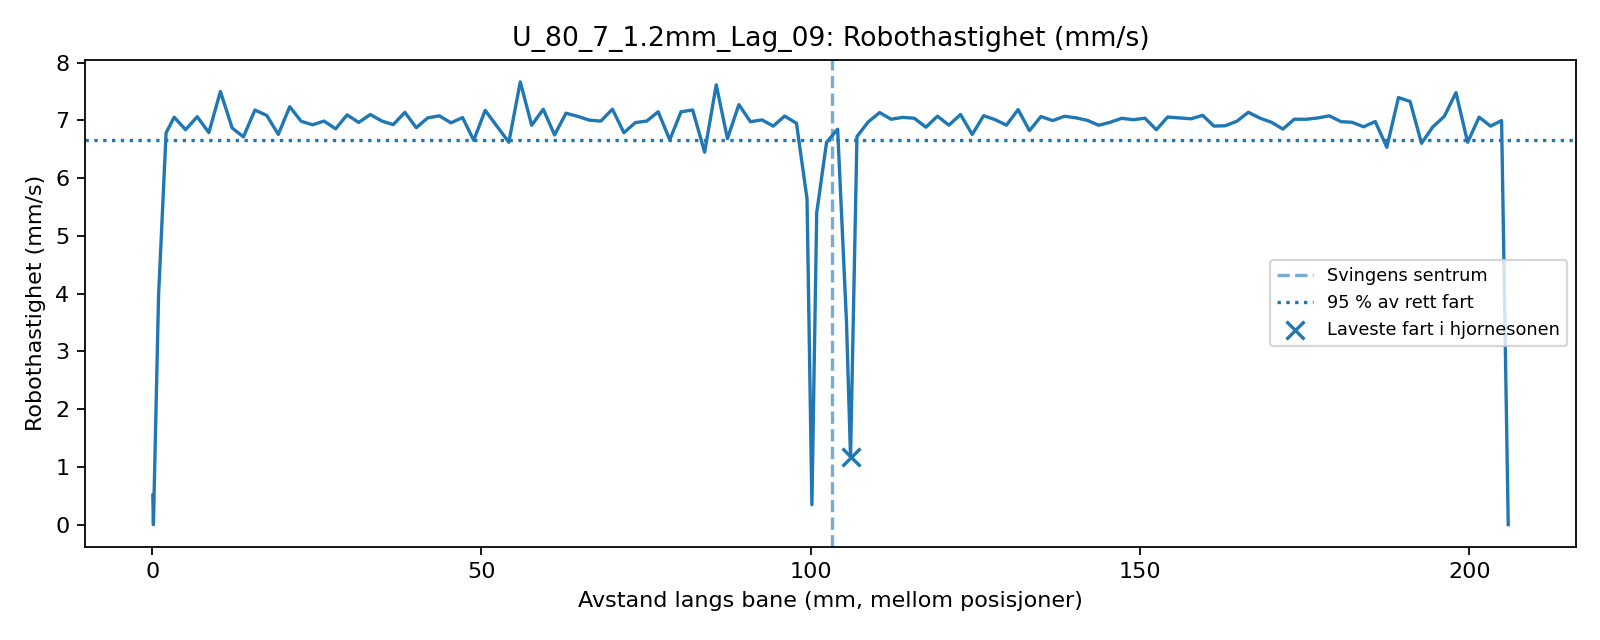 U_80_7_1.2mm_Lag_09: Robothastighet (mm/s)
Robothastighet (mm/s)
8
7
6
5
4
3
2
1
0
Svingens sentrum
95 % av rett fart
Laveste fart i hjornesonen
0 50 100 150 200
Avstand langs bane (mm, mellom posisjoner)